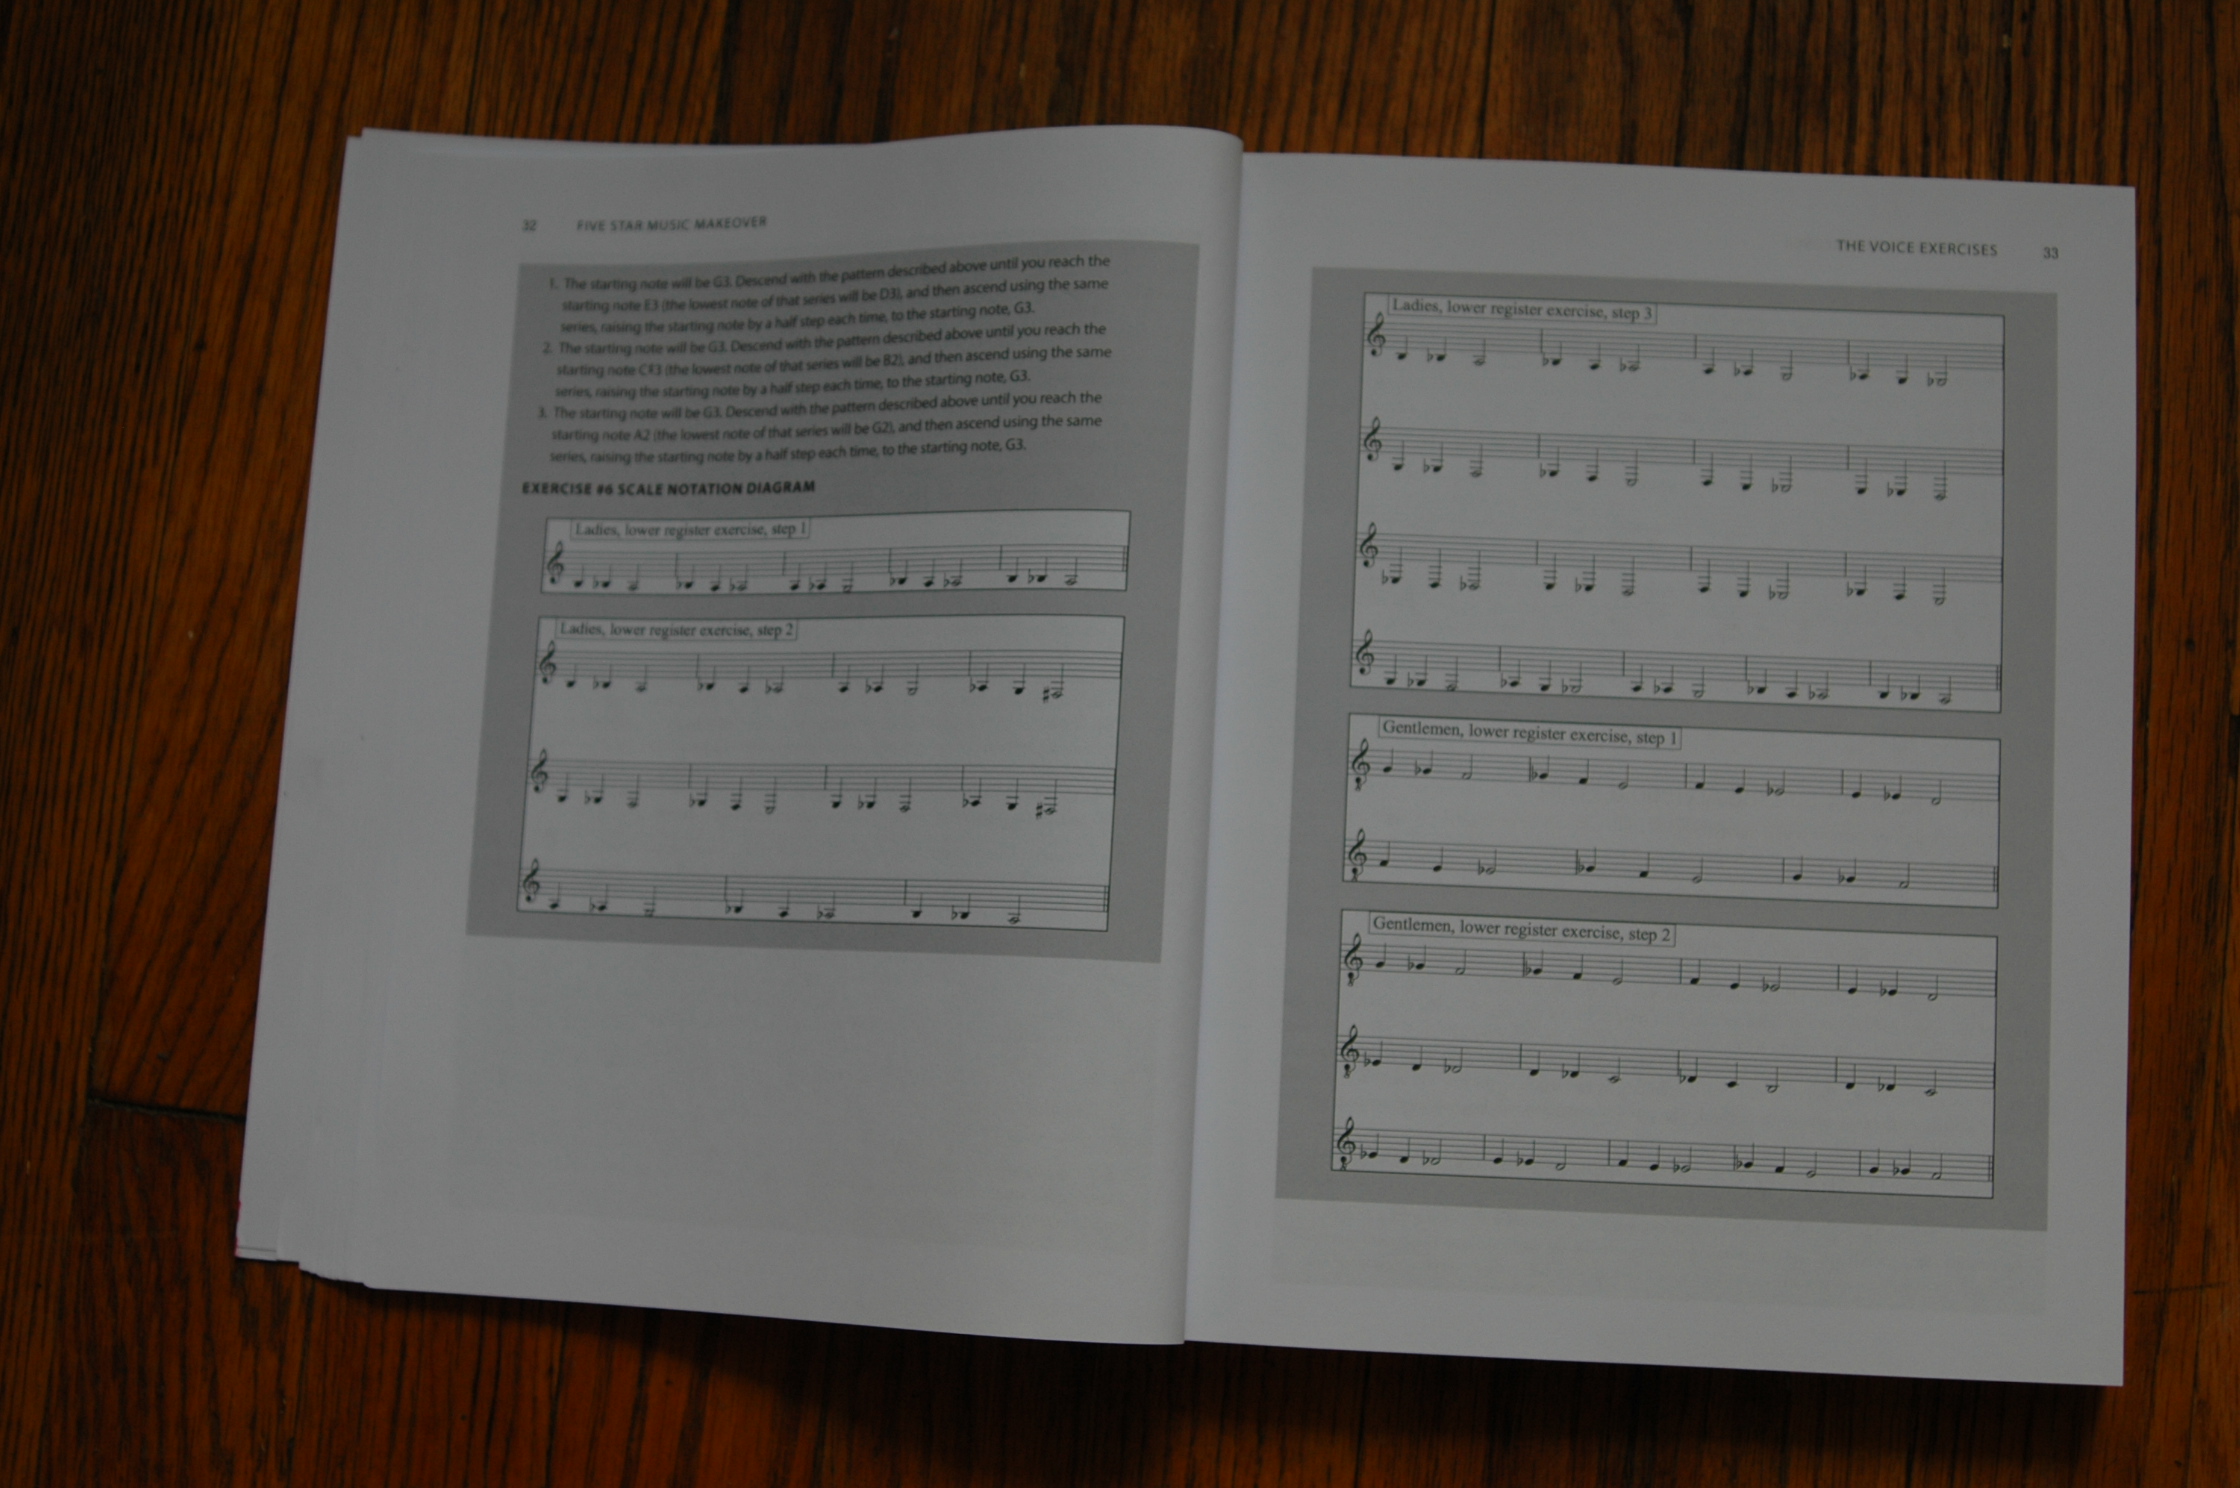 32 FIVE STAR MUSIC MAKEOVER
1. The starting note will be G3. Descend with the pattern described above until you reach the
starting note E3 (the lowest note of that series will be D3), and then ascend using the same
series, raising the starting note by a half step each time, to the starting note, G3.
2. The starting note will be G3. Descend with the pattern described above until you reach the
starting note C#3 (the lowest note of that series will be B2), and then ascend using the same
series, raising the starting note by a half step each time, to the starting note, G3.
3. The starting note will be G3. Descend with the pattern described above until you reach the
starting note A2 (the lowest note of that series will be G2), and then ascend using the same
series, raising the starting note by a half step each time, to the starting note, G3.
EXERCISE #6 SCALE NOTATION DIAGRAM
Ladies, lower register exercise, step 1
Ladies, lower register exercise, step 2
THE VOICE EXERCISES 33
Ladies, lower register exercise, step 3
Gentlemen, lower register exercise, step 1
Gentlemen, lower register exercise, step 2